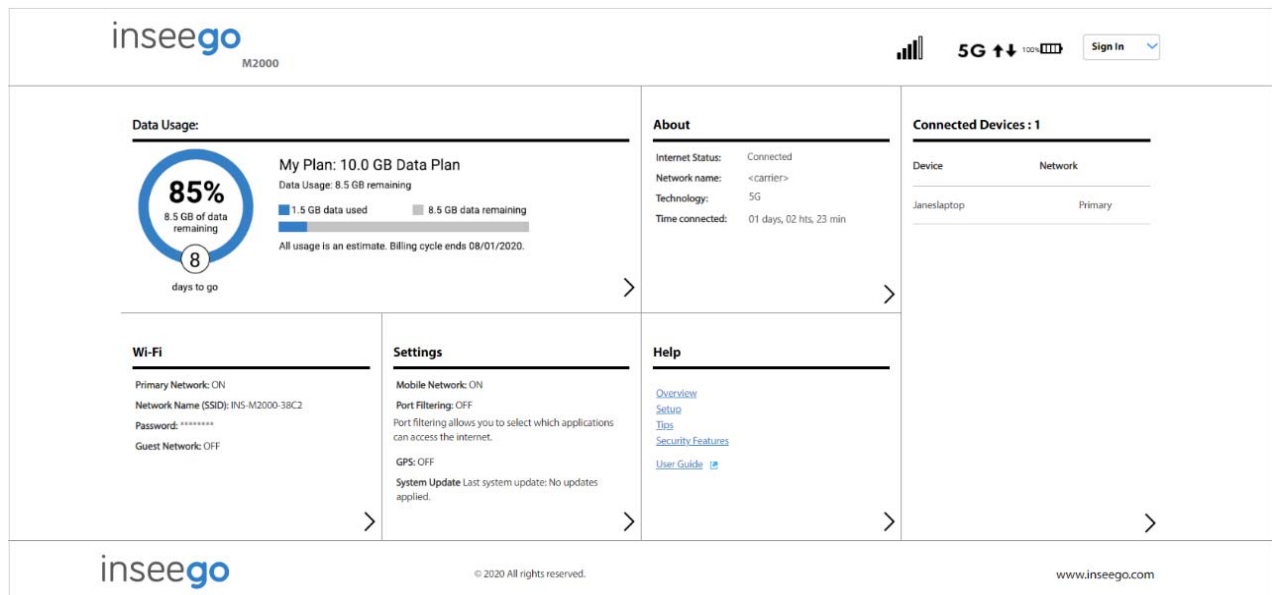 inseego
M2000
5G
100%
Sign In
Data Usage:
85%
8.5 GB of data
remaining
8
days to go
My Plan: 10.0 GB Data Plan
Data Usage: 8.5 GB remaining
1.5 GB data used
8.5 GB data remaining
All usage is an estimate. Billing cycle ends 08/01/2020.
About
Internet Status: Connected
Network name: <carrier>
Technology: 5G
Time connected: 01 days, 02 hts, 23 min
Connected Devices : 1
Device Network
Janeslaptop Primary
Wi-Fi
Primary Network: ON
Network Name (SSID): INS-M2000-38C2
Password: ********
Guest Network: OFF
Settings
Mobile Network: ON
Port Filtering: OFF
Port filtering allows you to select which applications
can access the internet.
GPS: OFF
System Update Last system update: No updates
applied.
Help
Overview
Setup
Tips
Security Features
User Guide
inseego
© 2020 All rights reserved.
www.inseego.com